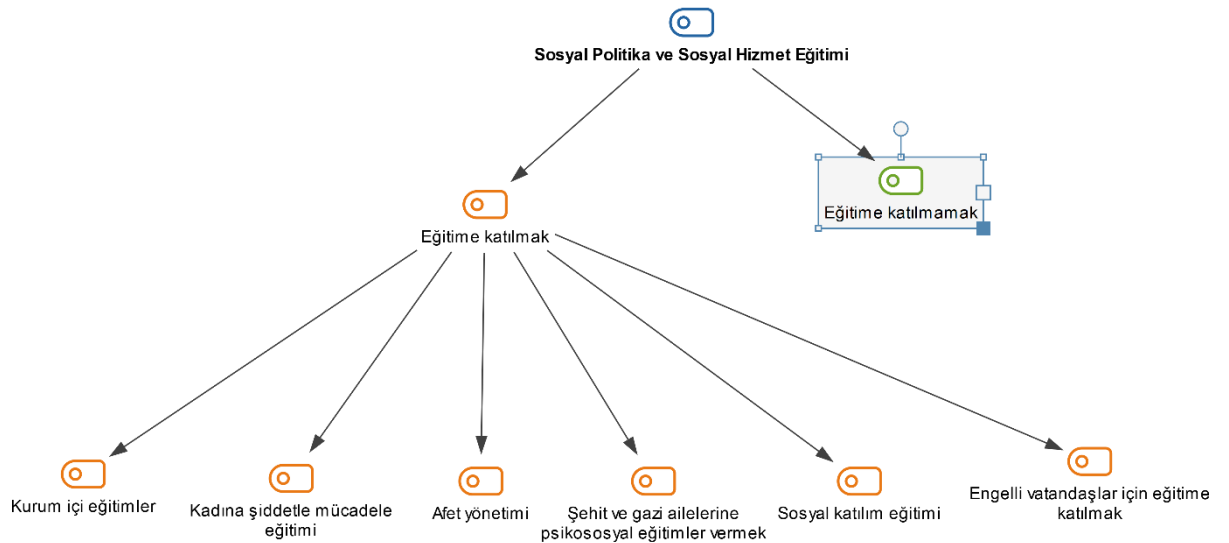 Sosyal Politika ve Sosyal Hizmet Eğitimi
Eğitime katılmamak
Eğitime katılmak
Kurum içi eğitimler
Kadına şiddetle mücadele
eğitimi
Afet yönetimi
Şehit ve gazi ailelerine
psikososyal eğitimler vermek
Sosyal katılım eğitimi
Engelli vatandaşlar için eğitime
katılmak